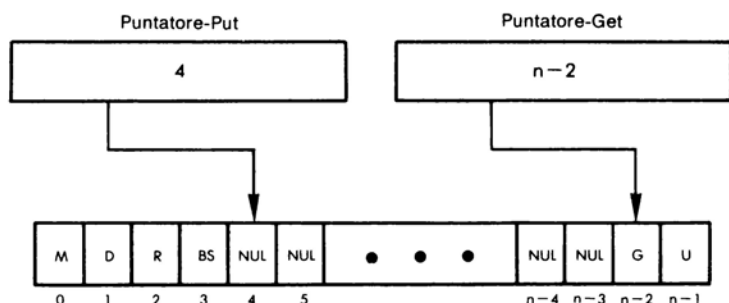 Puntatore-Put Puntatore-Get
4 n-2
M D R BS NUL NUL • • • NUL NUL G U
0 1 2 3 4 5 n-4 n-3 n-2 n-1